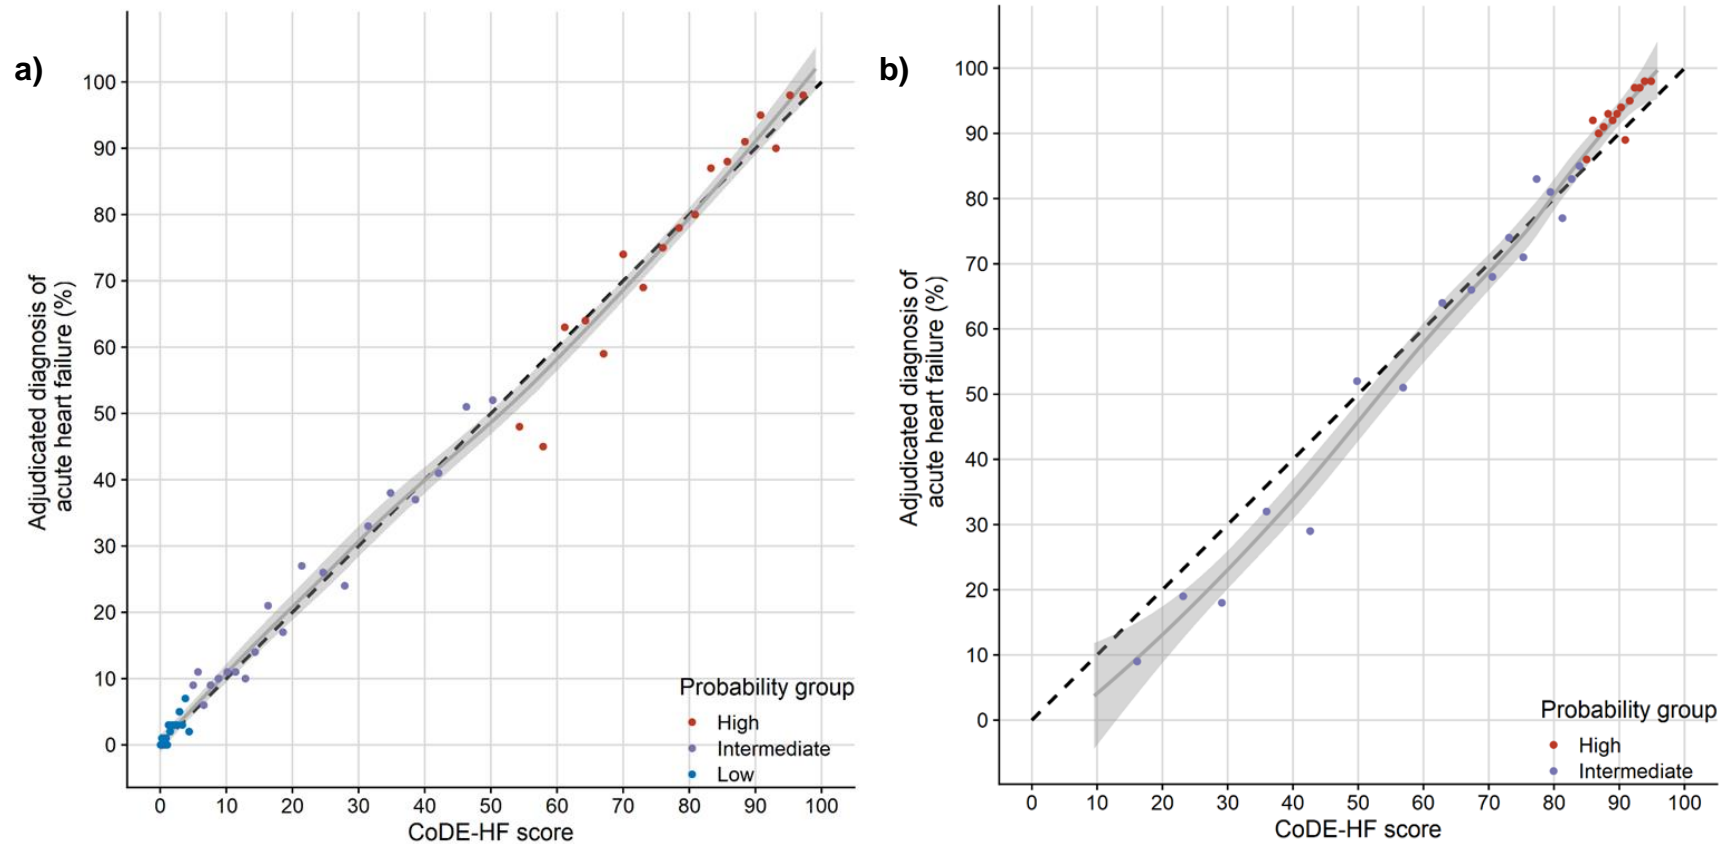 a)
Adjudicated diagnosis of
acute heart failure (%)
100
90
80
70
60
50
40
30
20
10
0
0 10 20 30 40 50 60 70 80 90 100
CoDE-HF score
Probability group
High
Intermediate
Low
b)
Adjudicated diagnosis of
acute heart failure (%)
100
90
80
70
60
50
40
30
20
10
0
0 10 20 30 40 50 60 70 80 90 100
CoDE-HF score
Probability group
High
Intermediate